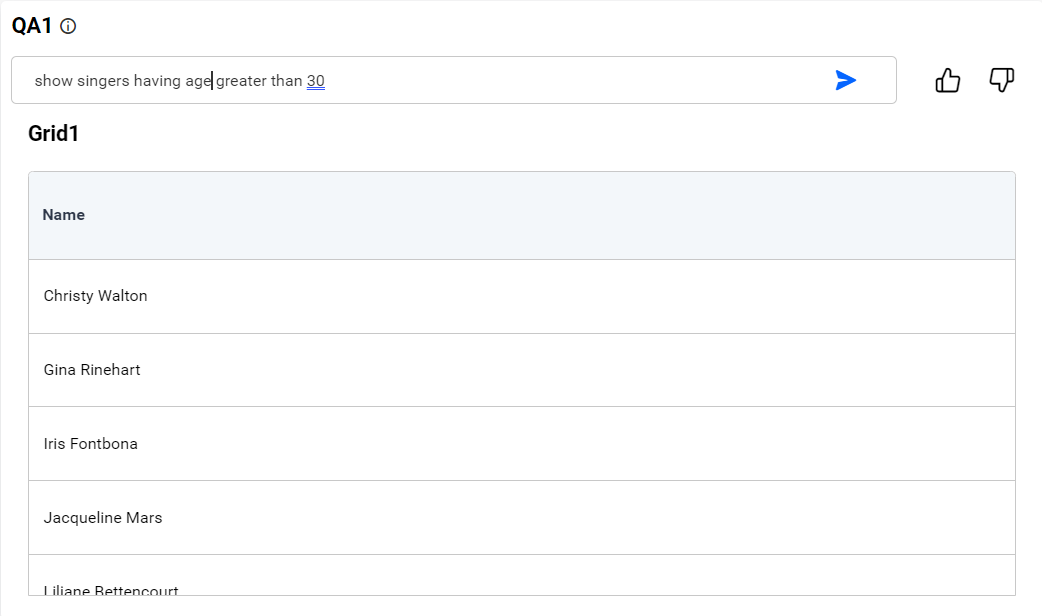 QA1
show singers having age greater than 30
Grid1
Name
Christy Walton
Gina Rinehart
Iris Fontbona
Jacqueline Mars
Liliane Bettencourt